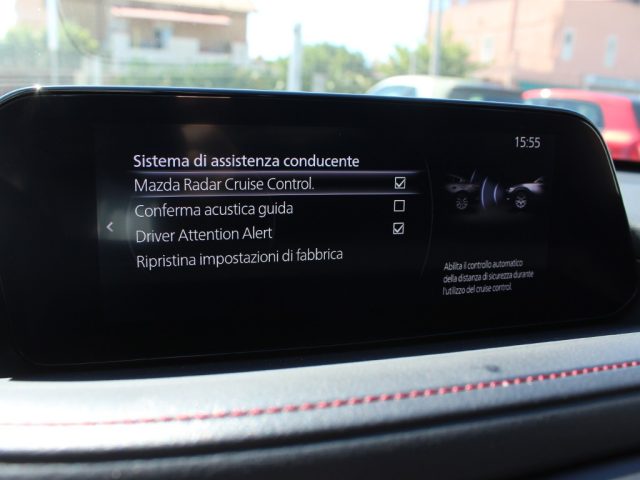 15:55
Sistema di assistenza conducente
Mazda Radar Cruise Control.
Conferma acustica guida
Driver Attention Alert
Ripristina impostazioni di fabbrica
Abilita il controllo automatico
della distanza di sicurezza durante
l'utilizzo del cruise control.